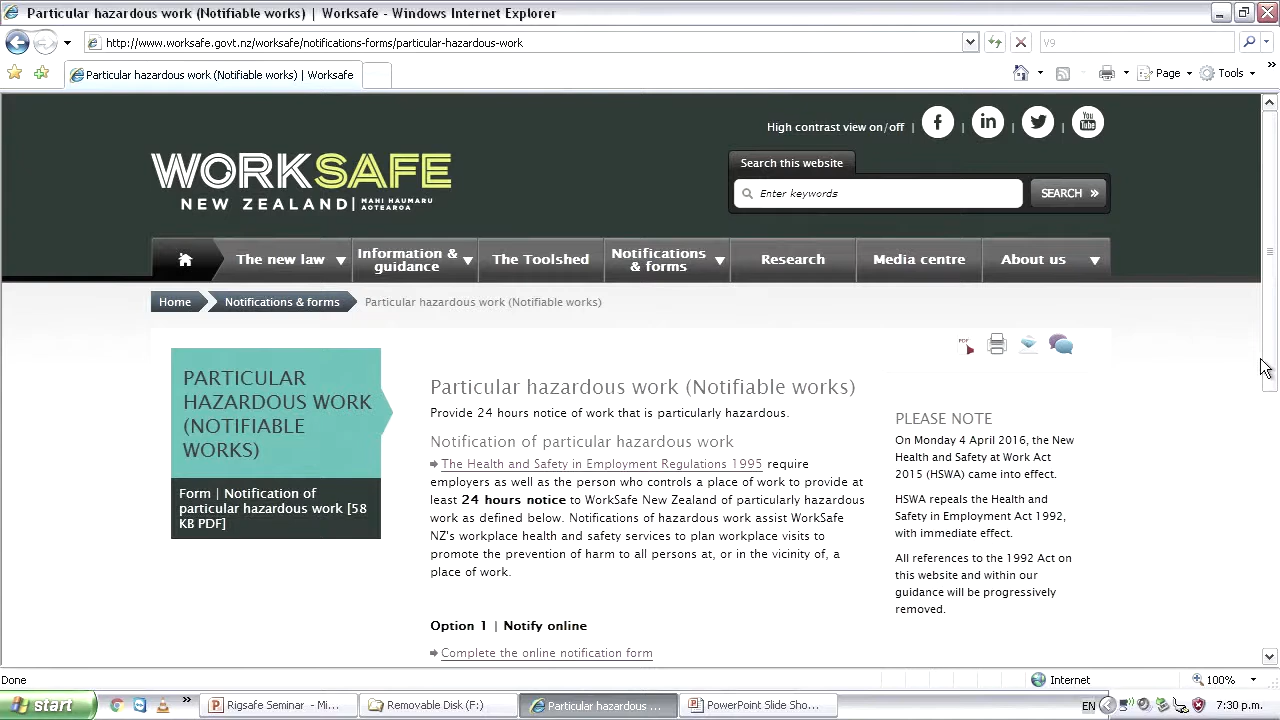 Particular hazardous work (Notifiable works) | Worksafe - Windows Internet Explorer
http://www.worksafe.govt.nz/worksafe/notifications-forms/particular-hazardous-work
V9
Particular hazardous work (Notifiable works) | Worksafe
Page
Tools
High contrast view on/off | | | |
f in You Tube
WORKSAFE
NEW ZEALAND | MAHI HAUMARU AOTEAROA
Search this website
Enter keywords
SEARCH »
The new law
Information & guidance
The Toolshed
Notifications & forms
Research
Media centre
About us
Home
Notifications & forms
Particular hazardous work (Notifiable works)
PDF
PARTICULAR
HAZARDOUS WORK
(NOTIFIABLE
WORKS)
Form | Notification of
particular hazardous work [58
KB PDF]
Particular hazardous work (Notifiable works)
Provide 24 hours notice of work that is particularly hazardous.
Notification of particular hazardous work
The Health and Safety in Employment Regulations 1995 require
employers as well as the person who controls a place of work to provide at
least 24 hours notice to WorkSafe New Zealand of particularly hazardous
work as defined below. Notifications of hazardous work assist WorkSafe
NZ's workplace health and safety services to plan workplace visits to
promote the prevention of harm to all persons at, or in the vicinity of, a
place of work.
Option 1 | Notify online
Complete the online notification form
PLEASE NOTE
On Monday 4 April 2016, the New
Health and Safety at Work Act
2015 (HSWA) came into effect.
HSWA repeals the Health and
Safety in Employment Act 1992,
with immediate effect.
All references to the 1992 Act on
this website and within our
guidance will be progressively
removed.
Done
Internet
100%
start
Rigsafe Seminar - Mi...
Removable Disk (F:)
Particular hazardous ...
PowerPoint Slide Sho...
EN
7:30 p.m.